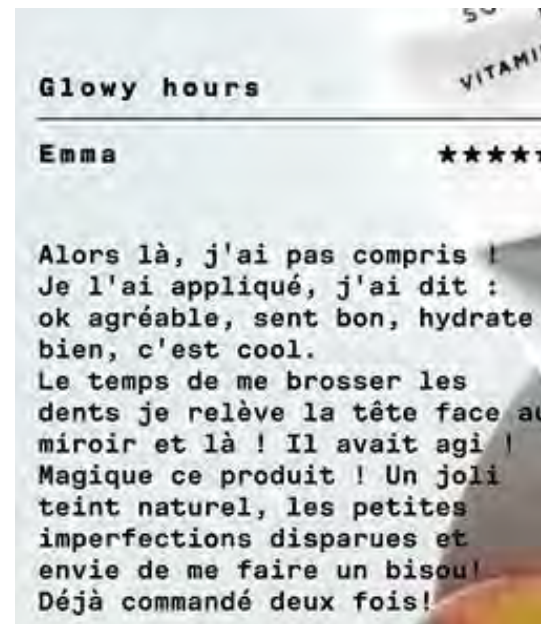 Glowy hours
Emma
★★★★
Alors là, j'ai pas compris !
Je l'ai appliqué, j'ai dit :
ok agréable, sent bon, hydrate
bien, c'est cool.
Le temps de me brosser les
dents je relève la tête face au
miroir et là ! Il avait agi !
Magique ce produit ! Un joli
teint naturel, les petites
imperfections disparues et
envie de me faire un bisou!
Déjà commandé deux fois!